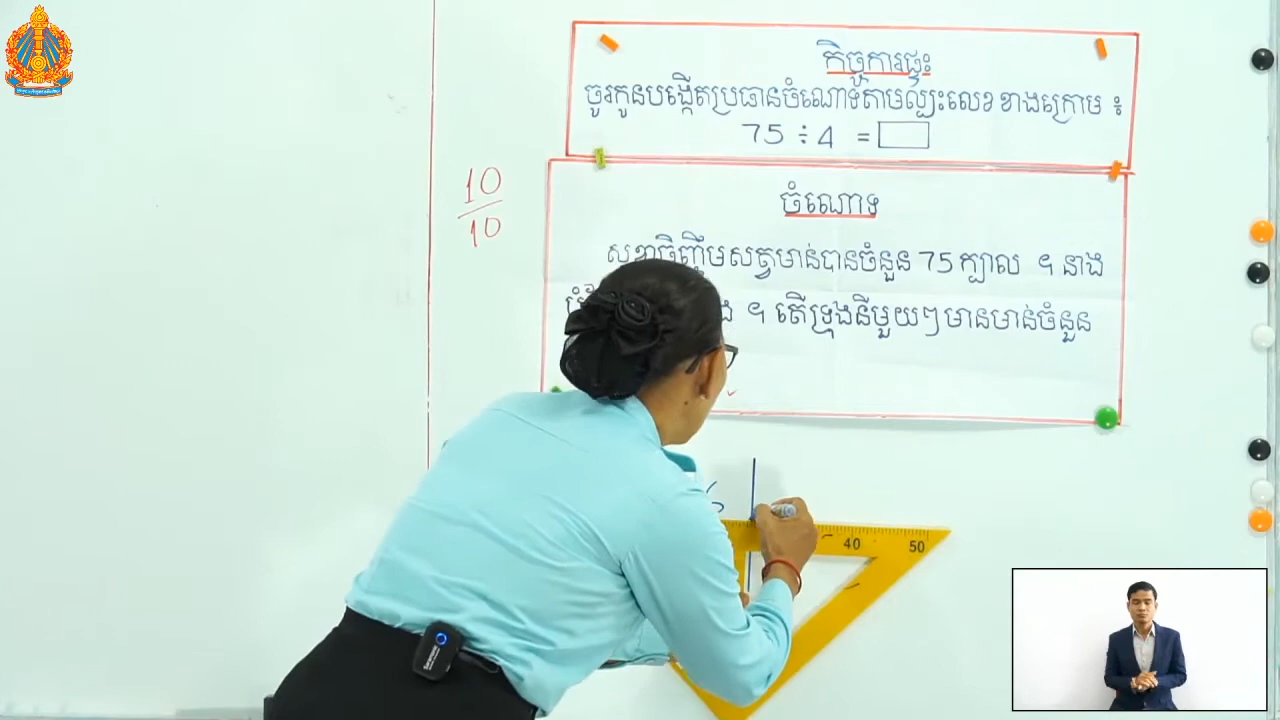 កិច្ចការផ្ទះ
ចូរកូនបង្កើតប្រធានចំណោទតាមល្បះលេខខាងក្រោម ៖
75 ÷ 4 =
10
10
ចំណោទ
សុខាចិញ្ចឹមសត្វមាន់បានចំនួន 75 ក្បាល ។ នាង
។ តើទ្រុងនីមួយៗមានមាន់ចំនួន
40 50